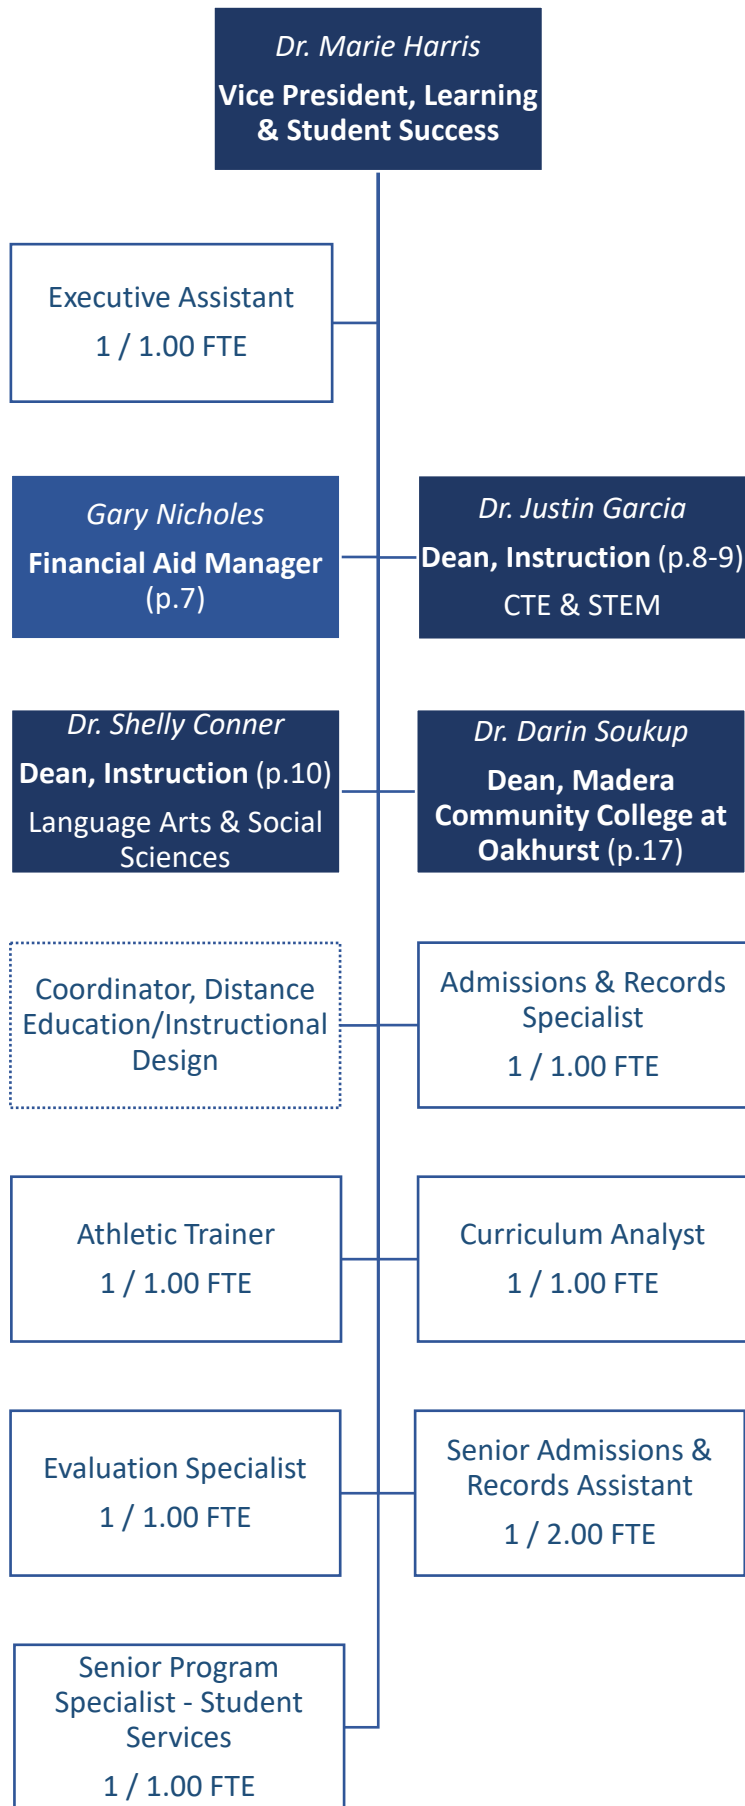 Dr. Marie Harris
Vice President, Learning
& Student Success
Executive Assistant
1 / 1.00 FTE
Gary Nicholes
Financial Aid Manager
(p.7)
Dr. Justin Garcia
Dean, Instruction (p.8-9)
CTE & STEM
Dr. Shelly Conner
Dean, Instruction (p.10)
Language Arts & Social
Sciences
Dr. Darin Soukup
Dean, Madera
Community College at
Oakhurst (p.17)
Coordinator, Distance
Education/Instructional
Design
Admissions & Records
Specialist
1 / 1.00 FTE
Athletic Trainer
1 / 1.00 FTE
Curriculum Analyst
1 / 1.00 FTE
Evaluation Specialist
1 / 1.00 FTE
Senior Admissions &
Records Assistant
1 / 2.00 FTE
Senior Program
Specialist - Student
Services
1 / 1.00 FTE